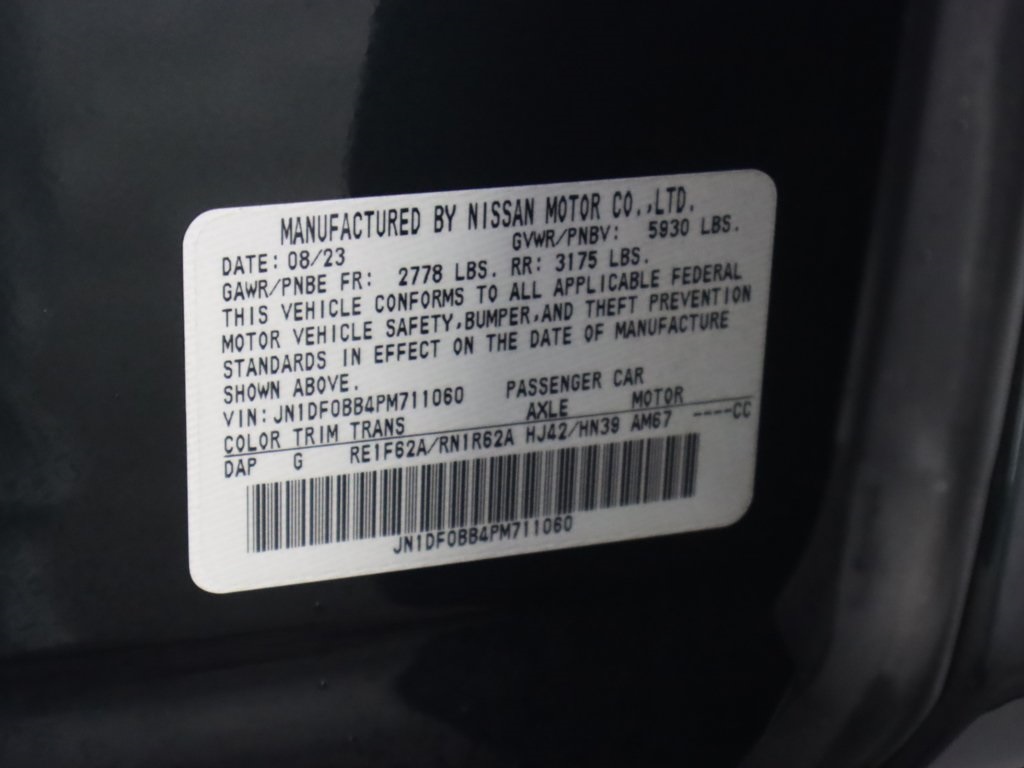 MANUFACTURED BY NISSAN MOTOR CO.,LTD.
DATE: 08/23 GVWR/PNBV: 5930 LBS.
GAWR/PNBE FR: 2778 LBS. RR: 3175 LBS.
THIS VEHICLE CONFORMS TO ALL APPLICABLE FEDERAL
MOTOR VEHICLE SAFETY,BUMPER,AND THEFT PREVENTION
STANDARDS IN EFFECT ON THE DATE OF MANUFACTURE
SHOWN ABOVE.
VIN: JN1DF0BB4PM711060 PASSENGER CAR
COLOR TRIM TRANS AXLE MOTOR
DAP G RE1F62A/RN1R62A HJ42/HN39 AM67 ----CC
JN1DF0BB4PM711060